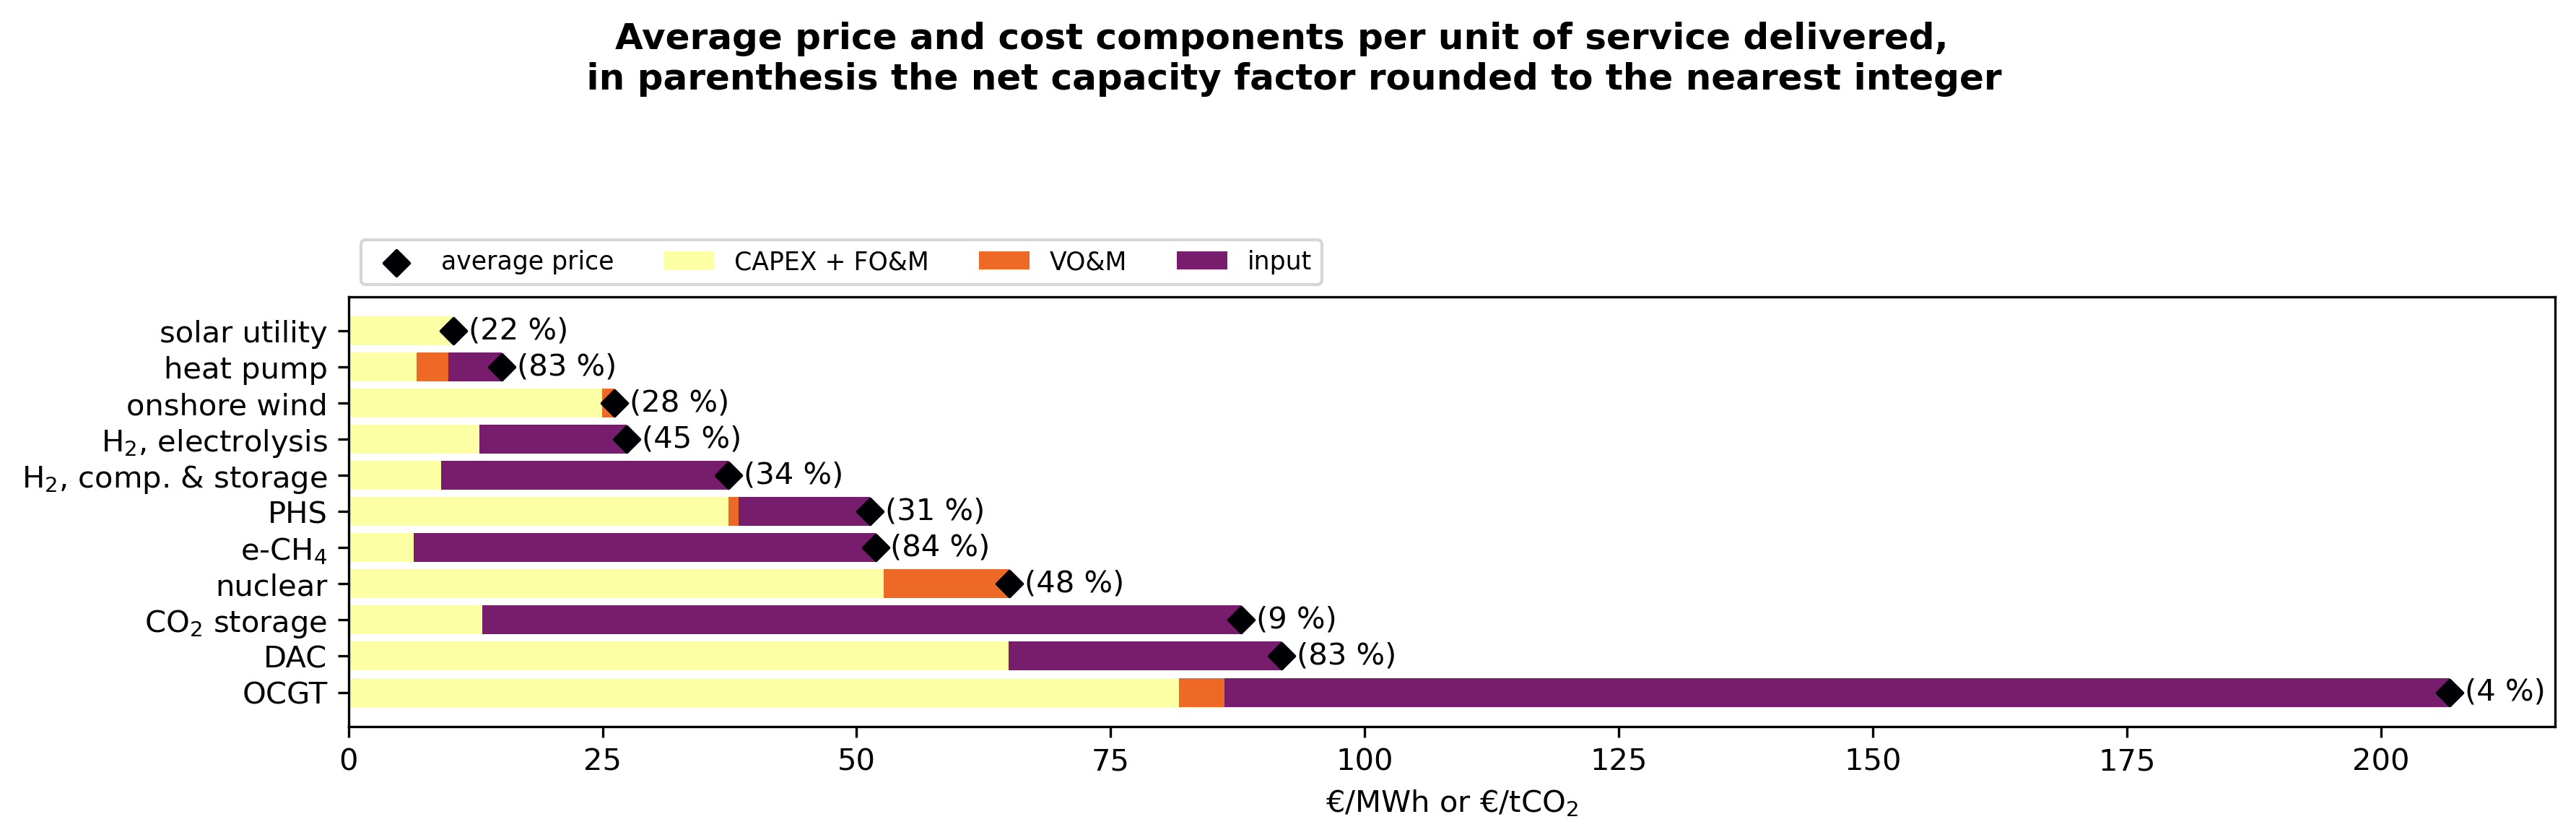 Average price and cost components per unit of service delivered,
in parenthesis the net capacity factor rounded to the nearest integer
average price CAPEX + FO&M VO&M input
solar utility (22 %)
heat pump (83 %)
onshore wind (28 %)
H₂, electrolysis (45 %)
H₂, comp. & storage (34 %)
PHS (31 %)
e-CH₄ (84 %)
nuclear (48 %)
CO₂ storage (9 %)
DAC (83 %)
OCGT (4 %)
0 25 50 75 100 125 150 175 200
€/MWh or €/tCO₂